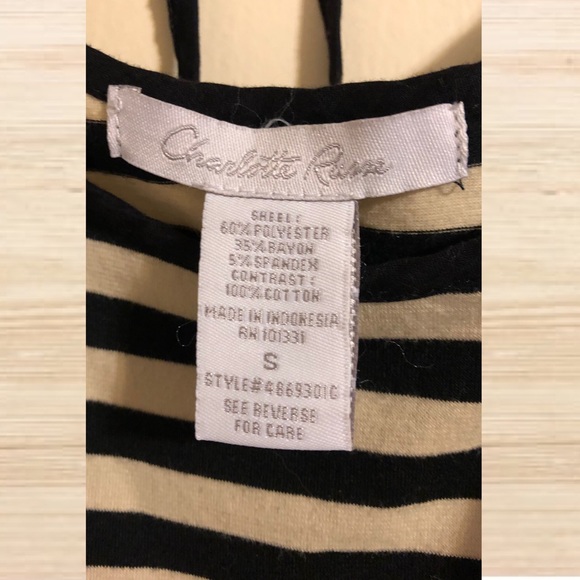 Charlotte Russe
SHELL:
60% POLYESTER
35% RAYON
5% SPANDEX
CONTRAST:
100% COTTON
MADE IN INDONESIA
RN 101331
S
STYLE# 4869301G
SEE REVERSE
FOR CARE